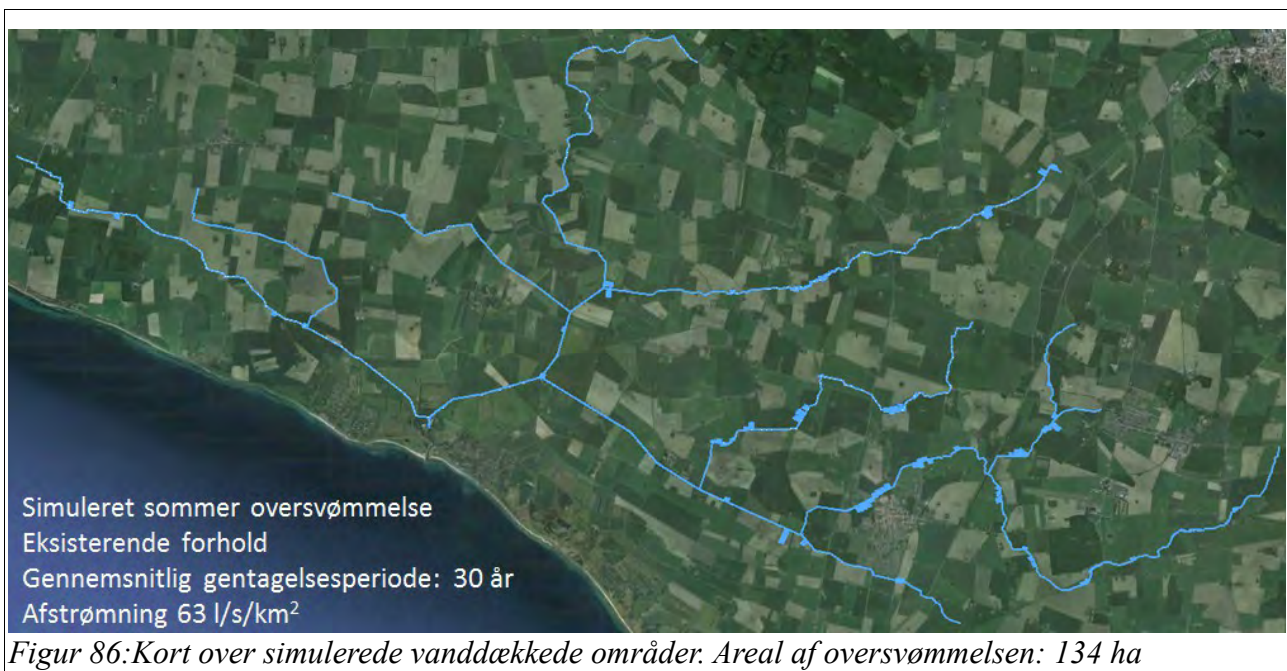 Simuleret sommer oversvømmelse
Eksisterende forhold
Gennemsnitlig gentagelsesperiode: 30 år
Afstrømning 63 l/s/km²
Figur 86:Kort over simulerede vanddækkede områder. Areal af oversvømmelsen: 134 ha